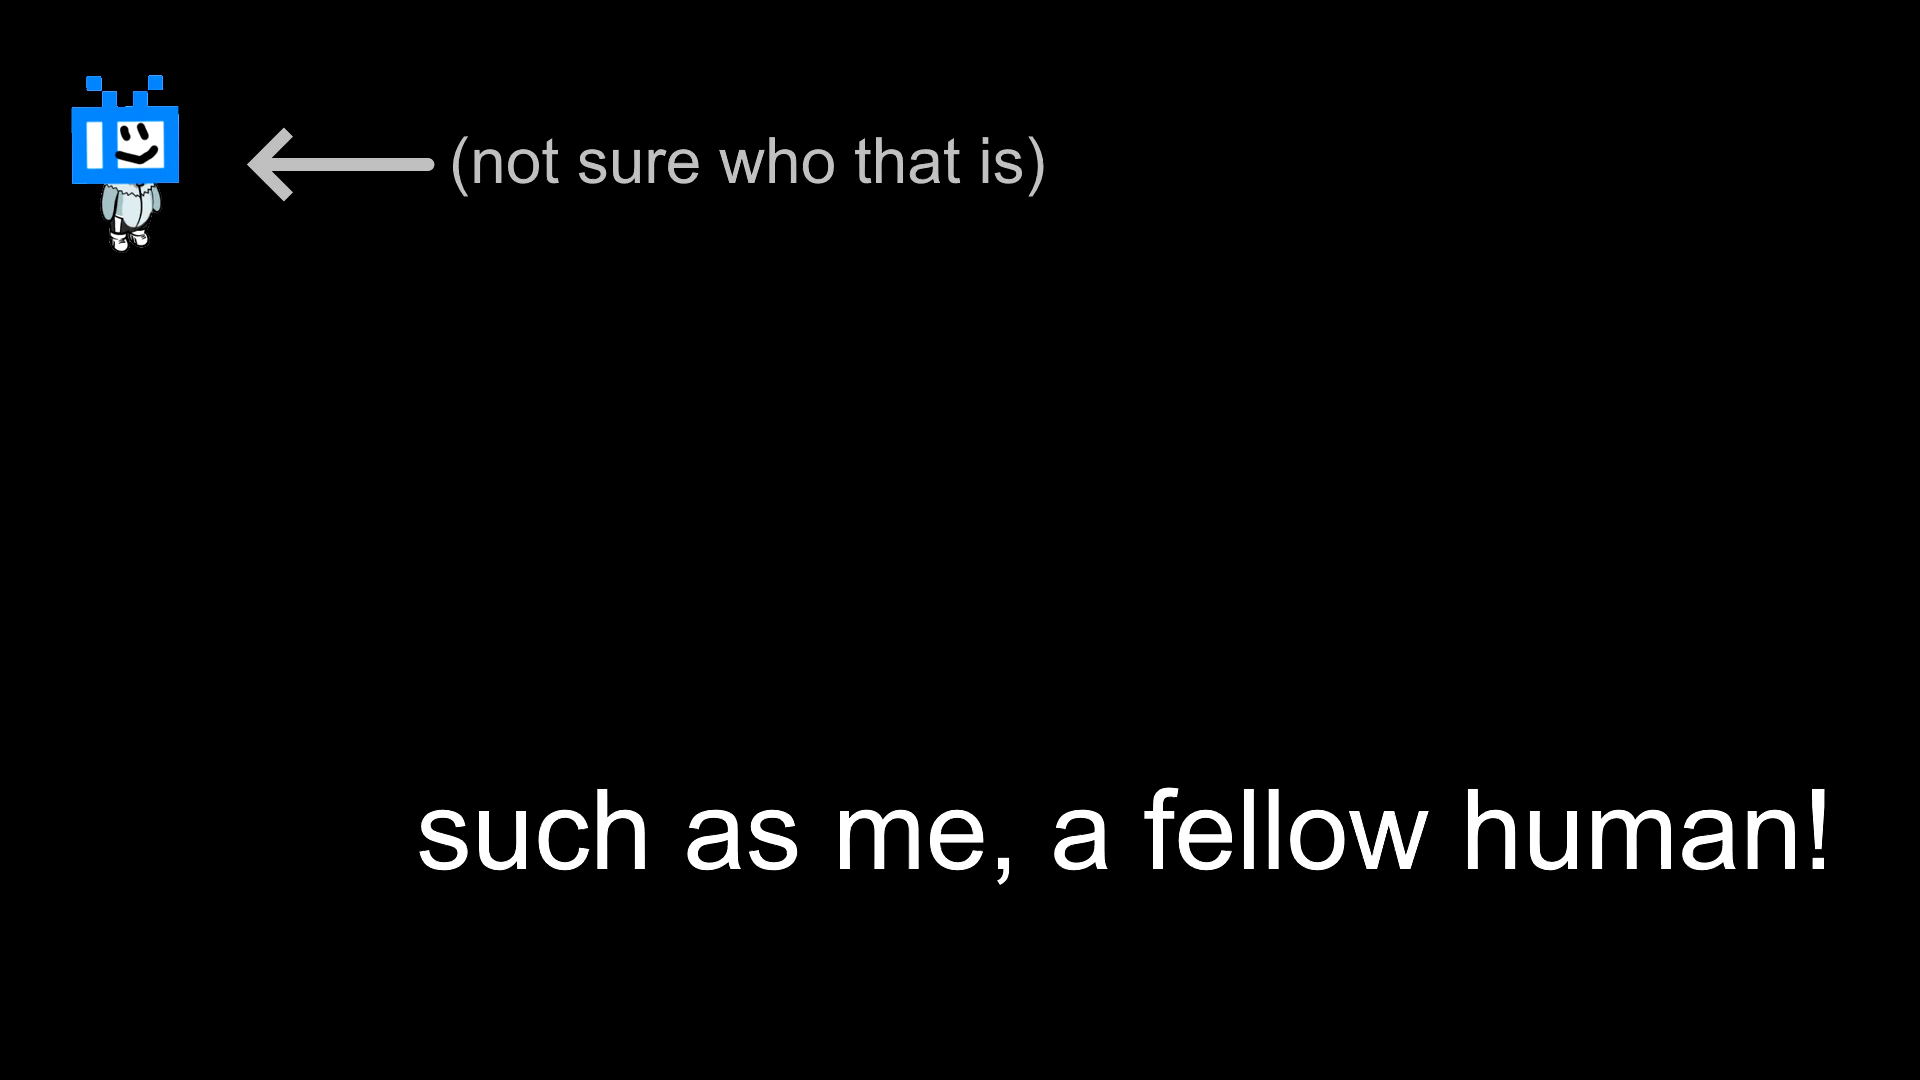 (not sure who that is)
such as me, a fellow human!